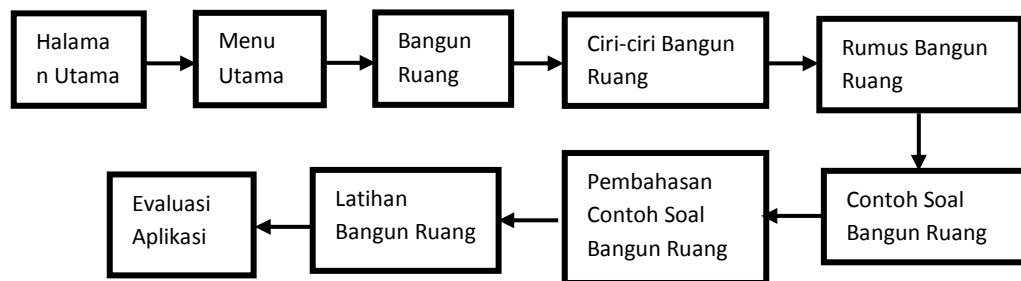 Halama
n Utama
Menu
Utama
Bangun
Ruang
Ciri-ciri Bangun
Ruang
Rumus Bangun
Ruang
Contoh Soal
Bangun Ruang
Pembahasan
Contoh Soal
Bangun Ruang
Latihan
Bangun Ruang
Evaluasi
Aplikasi